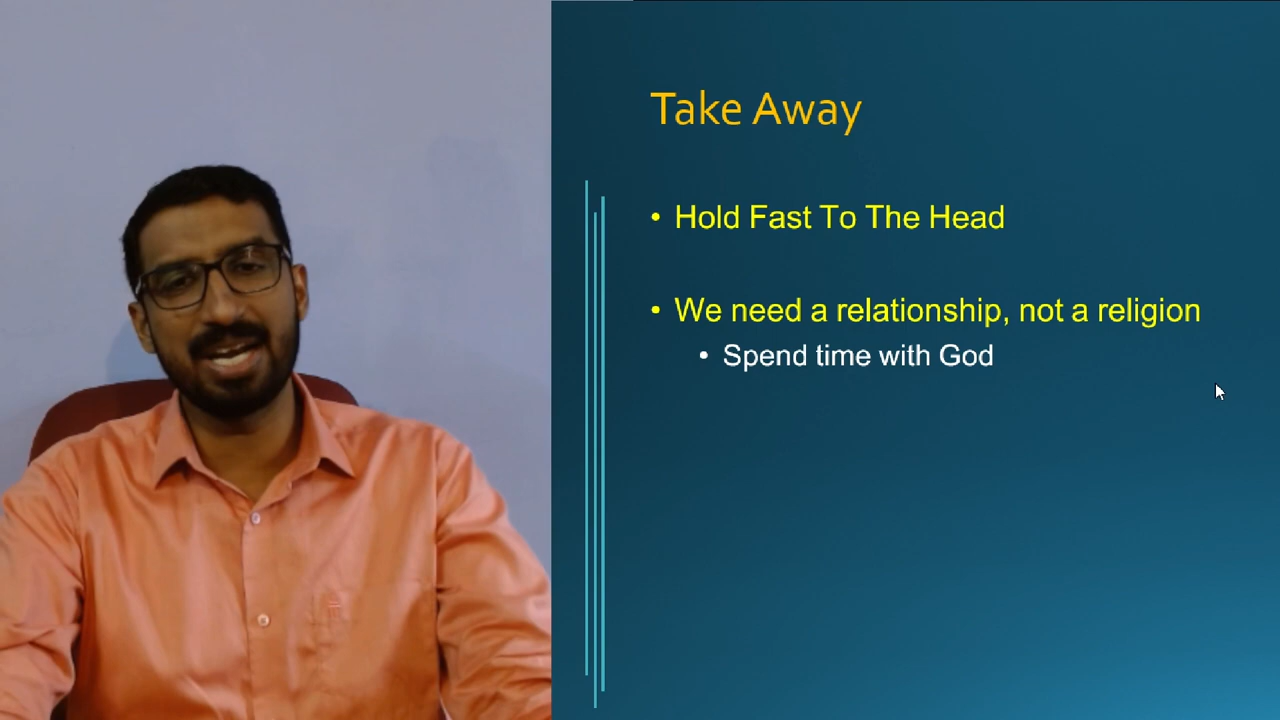 Take Away
• Hold Fast To The Head
• We need a relationship, not a religion
• Spend time with God